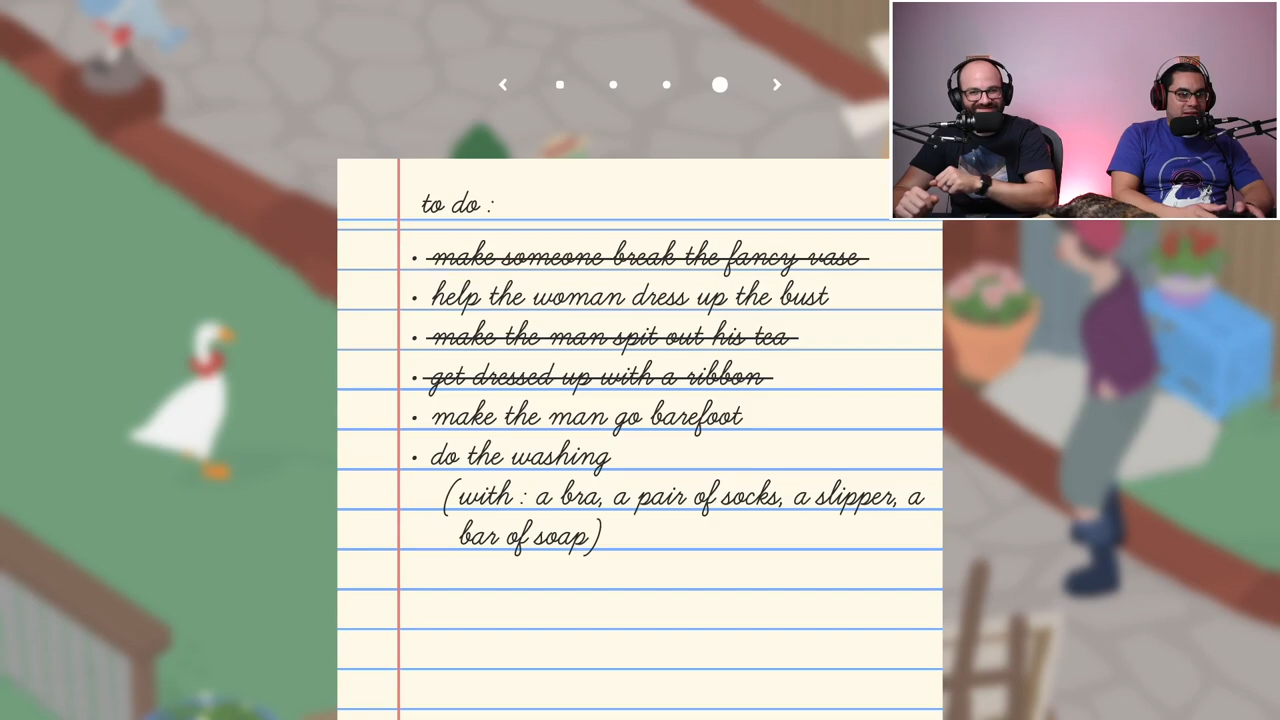 to do :
• make someone break the fancy vase
• help the woman dress up the bust
• make the man spit out his tea
• get dressed up with a ribbon
• make the man go barefoot
• do the washing
(with : a bra, a pair of socks, a slipper, a
bar of soap)